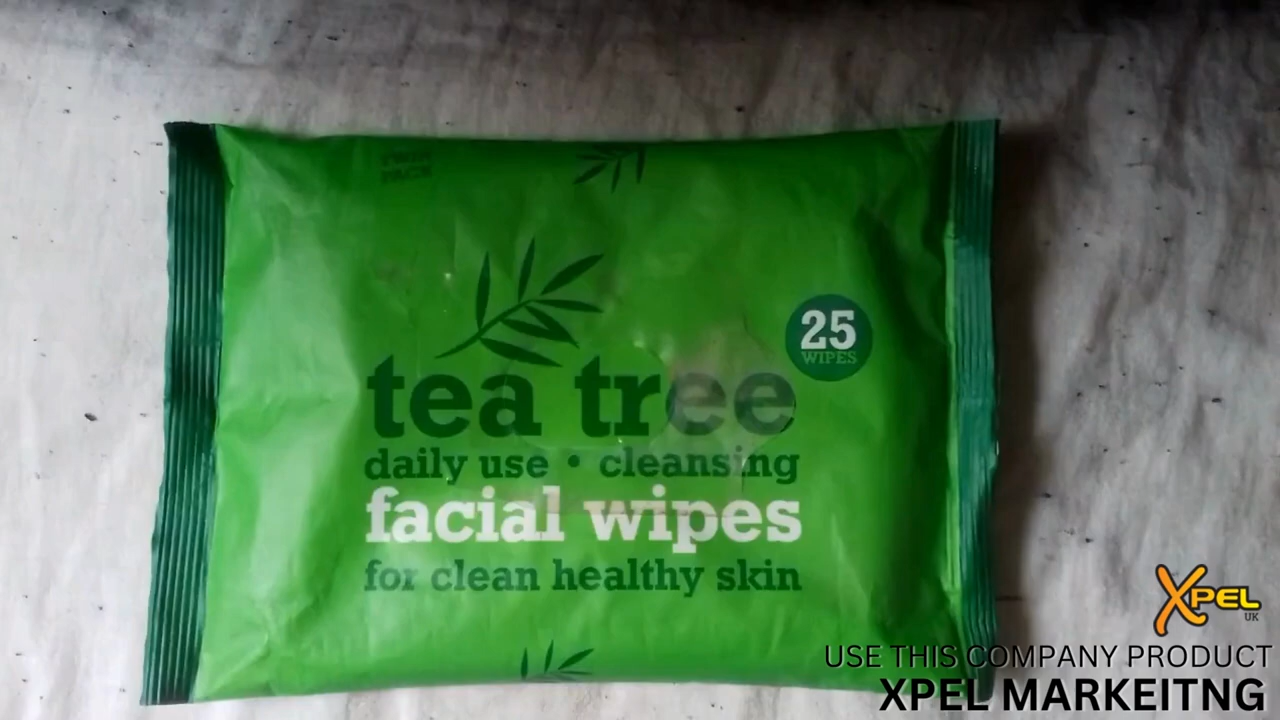 25
WIPES
tea tree
daily use • cleansing
facial wipes
for clean healthy skin
XPEL
UK
USE THIS COMPANY PRODUCT
XPEL MARKEITNG